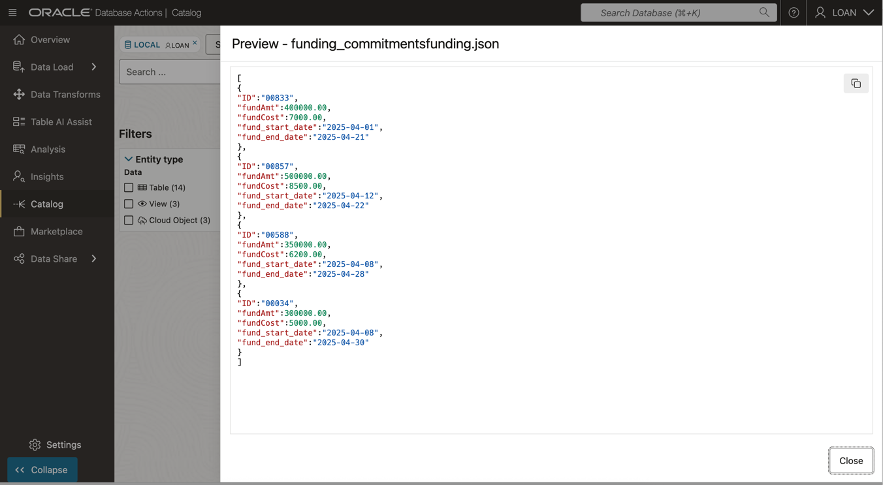 ORACLE Database Actions | Catalog
Search Database (⌘+K)
LOAN
Overview
Data Load
Data Transforms
Table AI Assist
Analysis
Insights
Catalog
Marketplace
Data Share
Settings
Collapse
LOCAL LOAN ×
S
Search ...
Filters
Entity type
Data
Table (14)
View (3)
Cloud Object (3)
Preview - funding_commitmentsfunding.json
[
{
"ID":"00833",
"fundAmt":400000.00,
"fundCost":7000.00,
"fund_start_date":"2025-04-01",
"fund_end_date":"2025-04-21"
},
{
"ID":"00857",
"fundAmt":500000.00,
"fundCost":8500.00,
"fund_start_date":"2025-04-12",
"fund_end_date":"2025-04-22"
},
{
"ID":"00588",
"fundAmt":350000.00,
"fundCost":6200.00,
"fund_start_date":"2025-04-08",
"fund_end_date":"2025-04-28"
},
{
"ID":"00034",
"fundAmt":300000.00,
"fundCost":5000.00,
"fund_start_date":"2025-04-08",
"fund_end_date":"2025-04-30"
}
]
Close